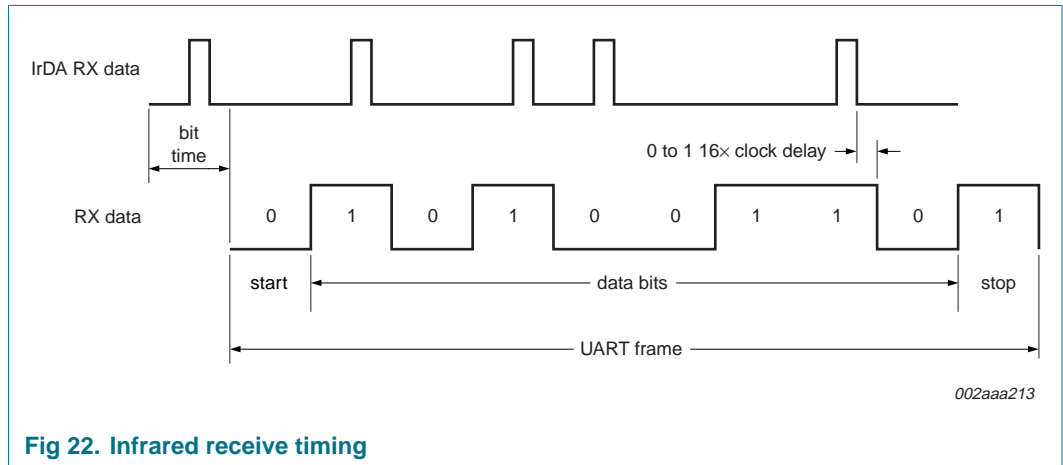 IrDA RX data
bit
time
0 to 1 16× clock delay
RX data
0 1 0 1 0 0 1 1 0 1
start
data bits
stop
UART frame
002aaa213
Fig 22. Infrared receive timing